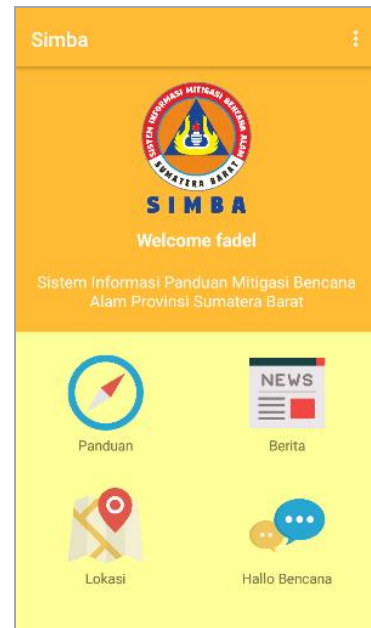 Simba
SISTEM INFORMASI MITIGASI BENCANA ALAM
SUMATERA BARAT
SIMBA
Welcome fadel
Sistem Informasi Panduan Mitigasi Bencana
Alam Provinsi Sumatera Barat
NEWS
Panduan
Berita
Lokasi
Hallo Bencana